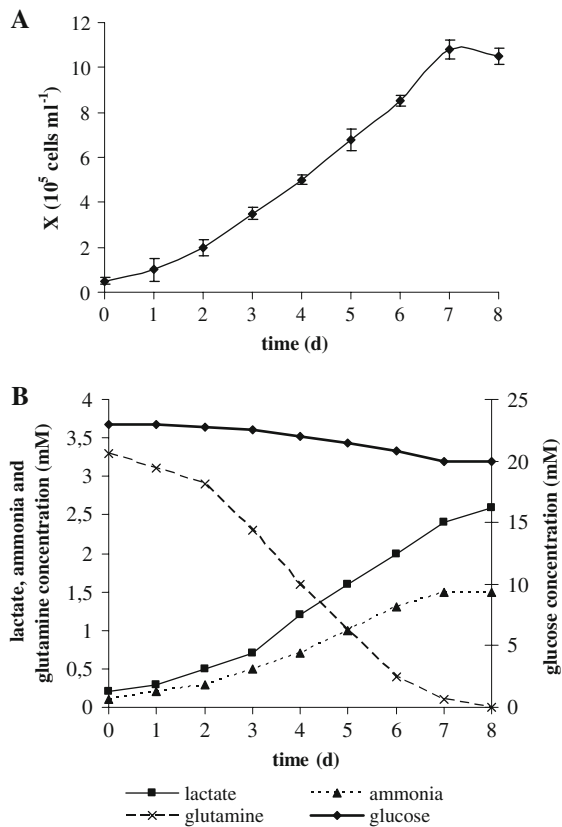 A
X (10⁵ cells ml⁻¹)
12
10
8
6
4
2
0
0 1 2 3 4 5 6 7 8
time (d)
B
lactate, ammonia and
glutamine concentration (mM)
4
3,5
3
2,5
2
1,5
1
0,5
0
25
20
15
10
5
0
glucose concentration (mM)
0 1 2 3 4 5 6 7 8
time (d)
lactate ammonia
glutamine glucose